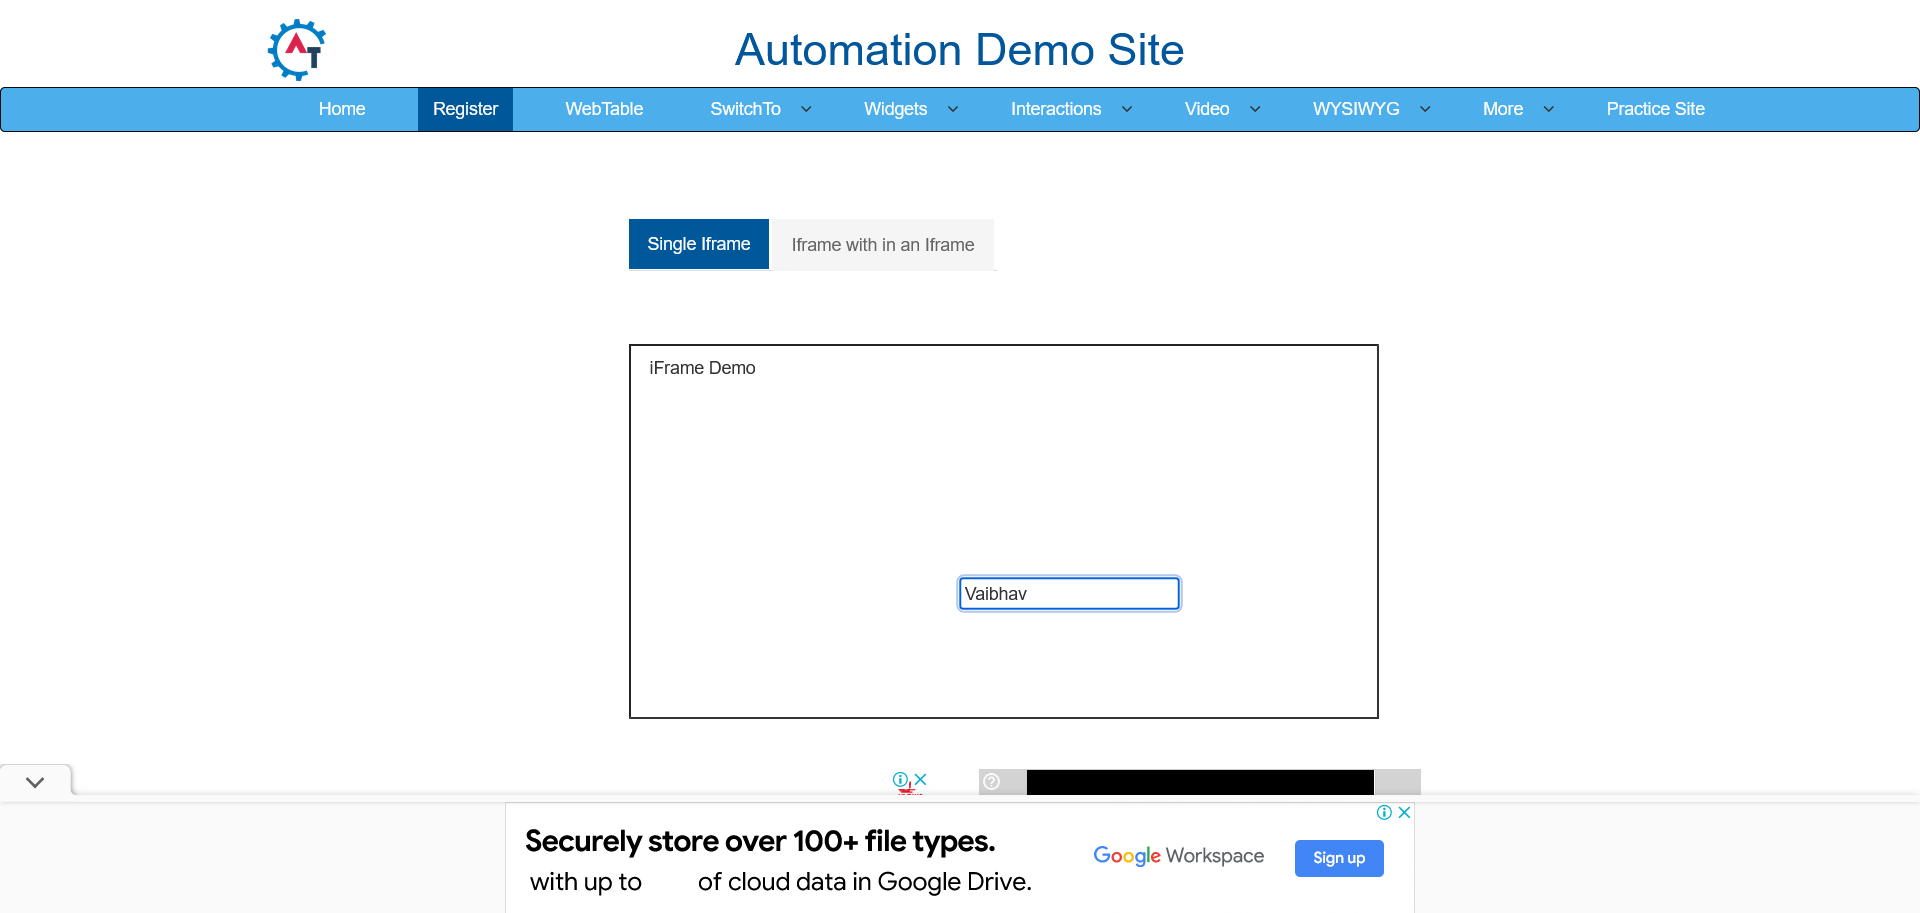 AT
Automation Demo Site
Home Register WebTable SwitchTo Widgets Interactions Video WYSIWYG More Practice Site
Single Iframe Iframe with in an Iframe
iFrame Demo
Vaibhav
Securely store over 100+ file types.
with up to of cloud data in Google Drive.
Google Workspace
Sign up